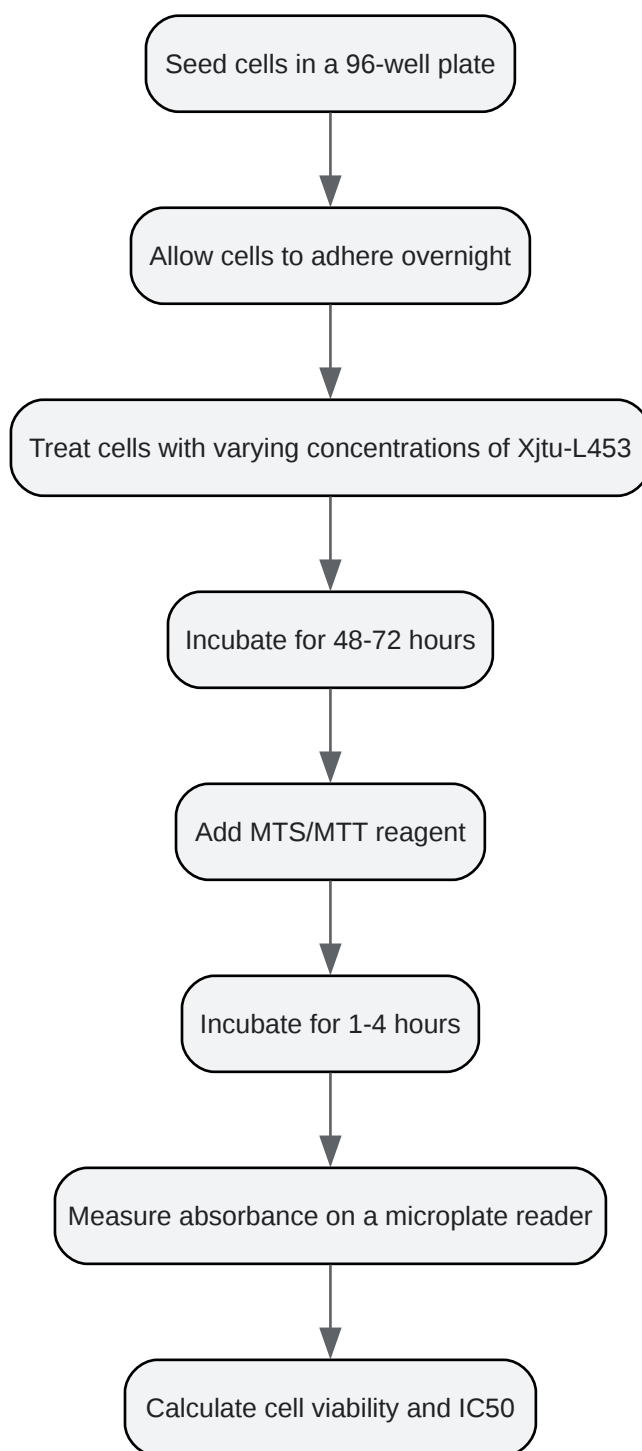 Seed cells in a 96-well plate
Allow cells to adhere overnight
Treat cells with varying concentrations of Xjtu-L453
Incubate for 48-72 hours
Add MTS/MTT reagent
Incubate for 1-4 hours
Measure absorbance on a microplate reader
Calculate cell viability and IC50